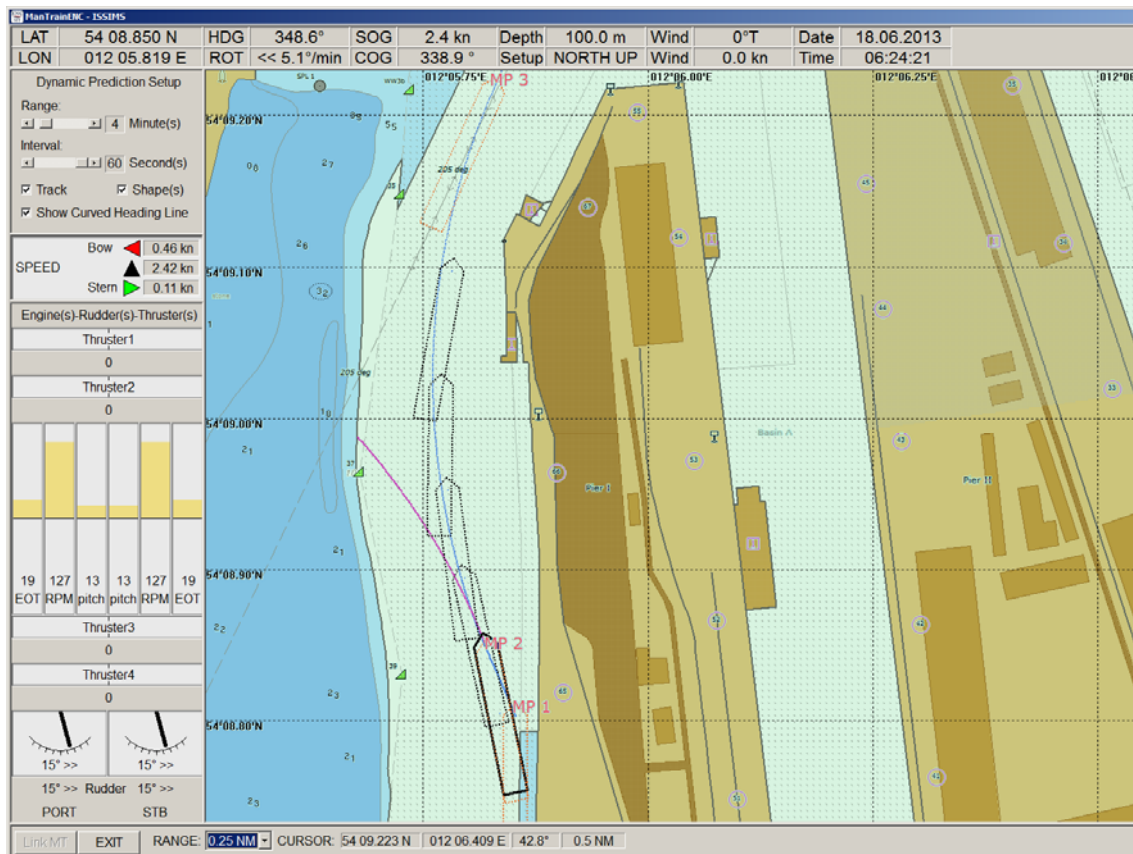 ManTrainENC - ISSIMS
LAT 54 08.850 N HDG 348.6° SOG 2.4 kn Depth 100.0 m Wind 0°T Date 18.06.2013
LON 012 05.819 E ROT << 5.1°/min COG 338.9 ° Setup NORTH UP Wind 0.0 kn Time 06:24:21
Dynamic Prediction Setup
Range:
4 Minute(s)
Interval:
60 Second(s)
Track Shape(s)
Show Curved Heading Line
Bow 0.46 kn
SPEED 2.42 kn
Stern 0.11 kn
Engine(s)-Rudder(s)-Thruster(s)
Thruster1
0
Thruster2
0
19 127 13 13 127 19
EOT RPM pitch pitch RPM EOT
Thruster3
0
Thruster4
0
15° >> 15° >>
15° >> Rudder 15° >>
PORT STB
012°05.75'E 012°06.00'E 012°06.25'E
SPL 1
MP 3
54°09.20'N
205 deg
54°09.10'N
205 deg
54°09.00'N
Basin A
Pier I
Pier II
54°08.90'N
MP 2
MP 1
54°08.80'N
Link MT EXIT RANGE: 0.25 NM CURSOR: 54 09.223 N 012 06.409 E 42.8° 0.5 NM